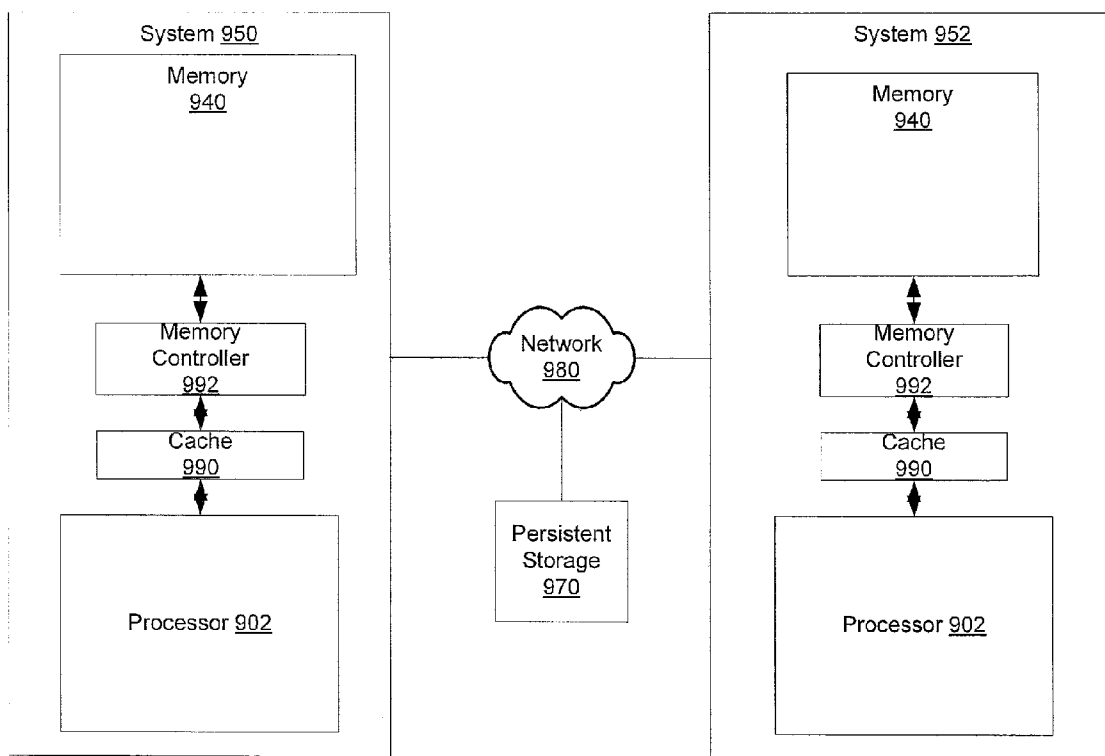 System 950
Memory
940
Memory
Controller
992
Cache
990
Processor 902
Network
980
Persistent
Storage
970
System 952
Memory
940
Memory
Controller
992
Cache
990
Processor 902